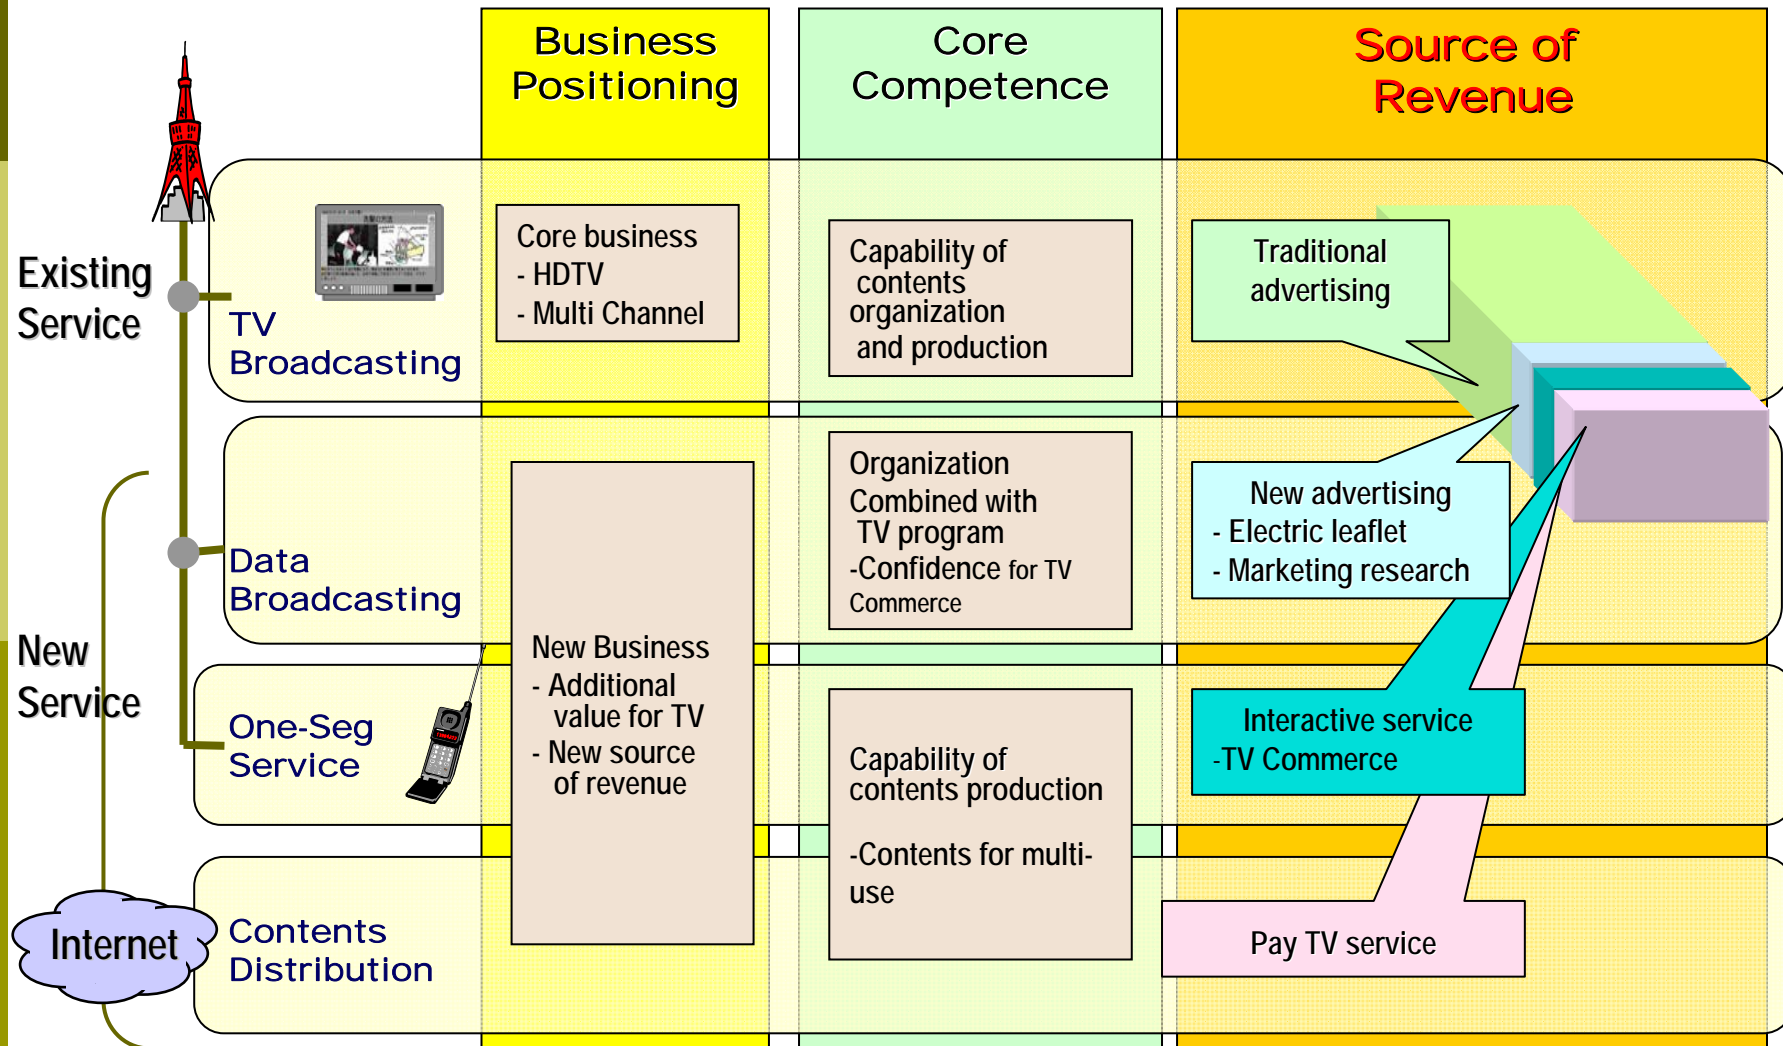 Business
Positioning
Core
Competence
Source of
Revenue
Existing
Service
TV
Broadcasting
Core business
- HDTV
- Multi Channel
Capability of
contents
organization
and production
Traditional
advertising
New
Service
Data
Broadcasting
New Business
- Additional
value for TV
- New source
of revenue
Organization
Combined with
TV program
-Confidence for TV
Commerce
New advertising
- Electric leaflet
- Marketing research
One-Seg
Service
Capability of
contents production
-Contents for multi-
use
Interactive service
-TV Commerce
Internet
Contents
Distribution
Pay TV service